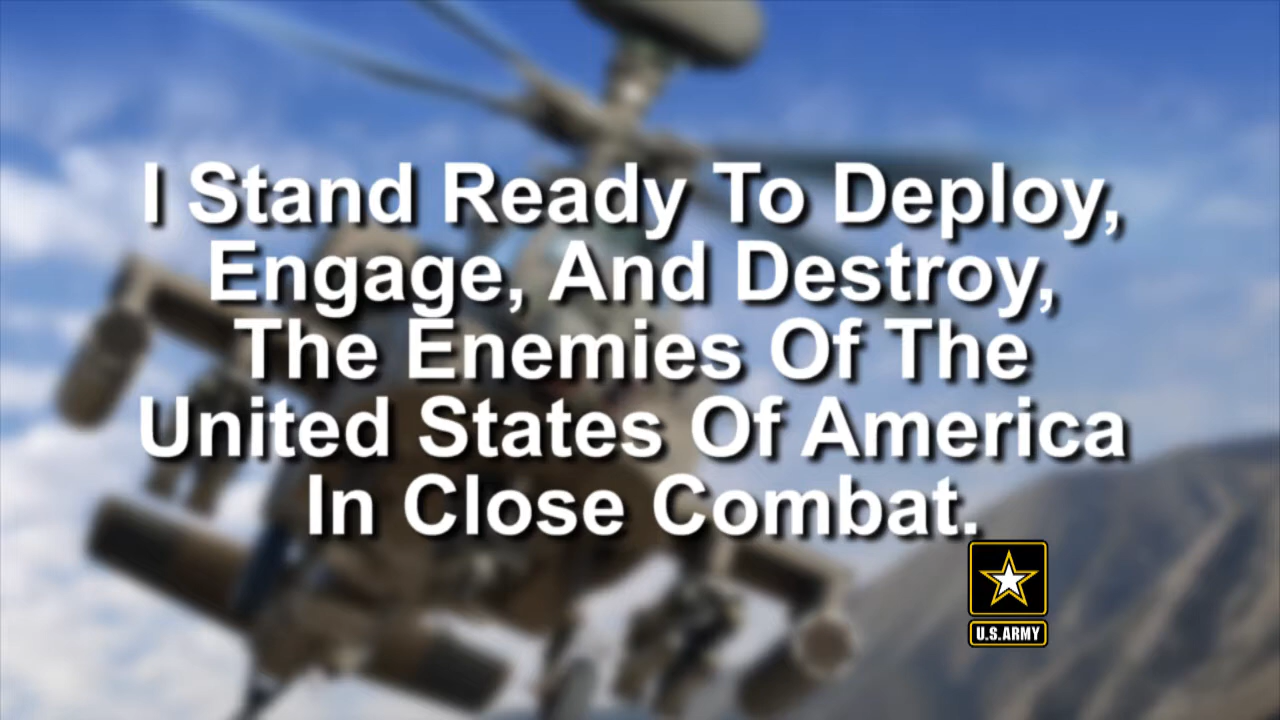 I Stand Ready To Deploy,
Engage, And Destroy,
The Enemies Of The
United States Of America
In Close Combat.
U.S.ARMY